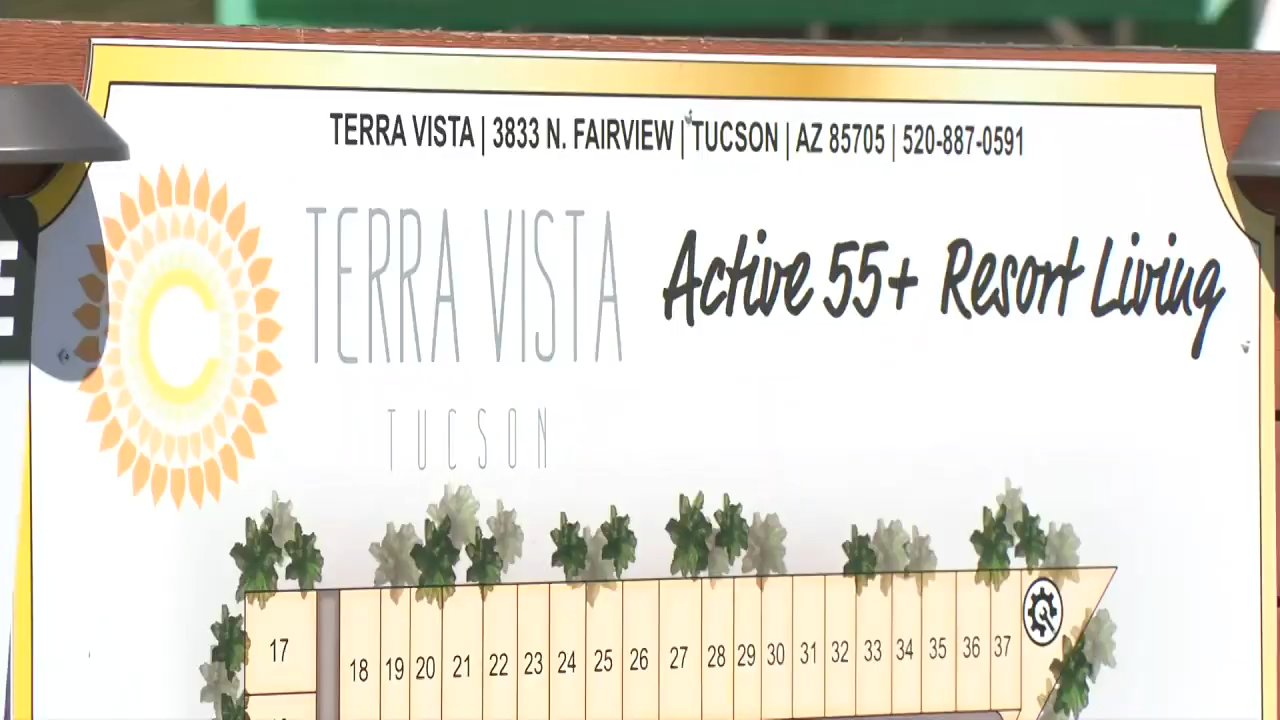 TERRA VISTA | 3833 N. FAIRVIEW | TUCSON | AZ 85705 | 520-887-0591
C
TERRA VISTA
TUCSON
Active 55+ Resort Living
17
18 19 20 21 22 23 24 25 26 27 28 29 30 31 32 33 34 35 36 37